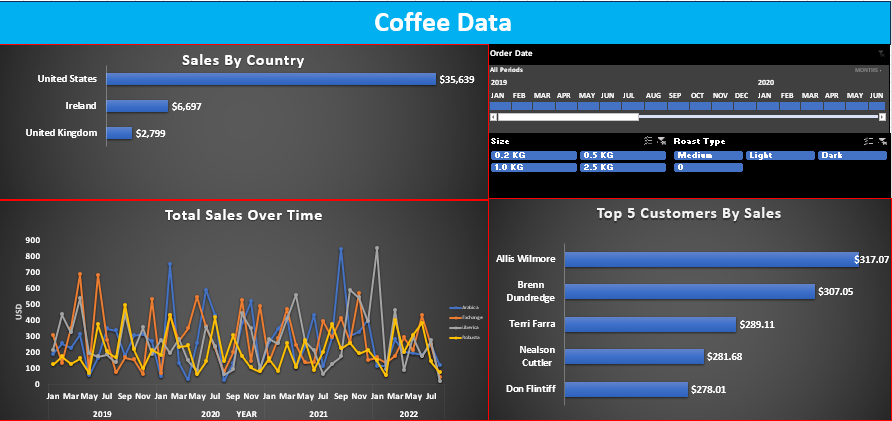 Coffee Data
Sales By Country
United States
$35,639
Ireland
$6,697
United Kingdom
$2,799
Order Date
All Periods
MONTHS
2019
2020
JAN FEB MAR APR MAY JUN JUL AUG SEP OCT NOV DEC JAN FEB MAR APR MAY JUN
Size
0.2 KG 0.5 KG
1.0 KG 2.5 KG
Roast Type
Medium Light Dark
0
Total Sales Over Time
900
800
700
600
500
400
300
200
100
0
USD
Jan Mar May Jul Sep Nov Jan Mar May Jul Sep Nov Jan Mar May Jul Sep Nov Jan Mar May Jul
2019 2020 2021 2022
YEAR
Arabica
Exchange
Liberica
Robusta
Top 5 Customers By Sales
Allis Wilmore
$317.07
Brenn
Dundredge
$307.05
Terri Farra
$289.11
Nealson
Cuttler
$281.68
Don Flintiff
$278.01